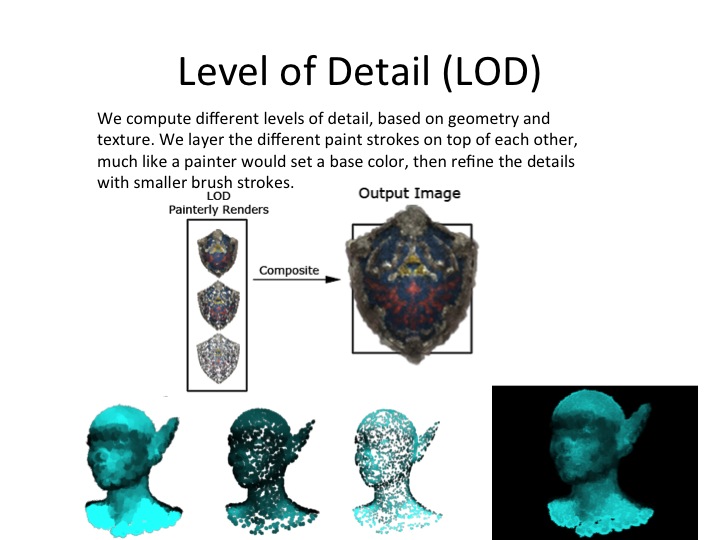 Level of Detail (LOD)
We compute different levels of detail, based on geometry and
texture. We layer the different paint strokes on top of each other,
much like a painter would set a base color, then refine the details
with smaller brush strokes.
LOD
Painterly Renders
Output Image
Composite